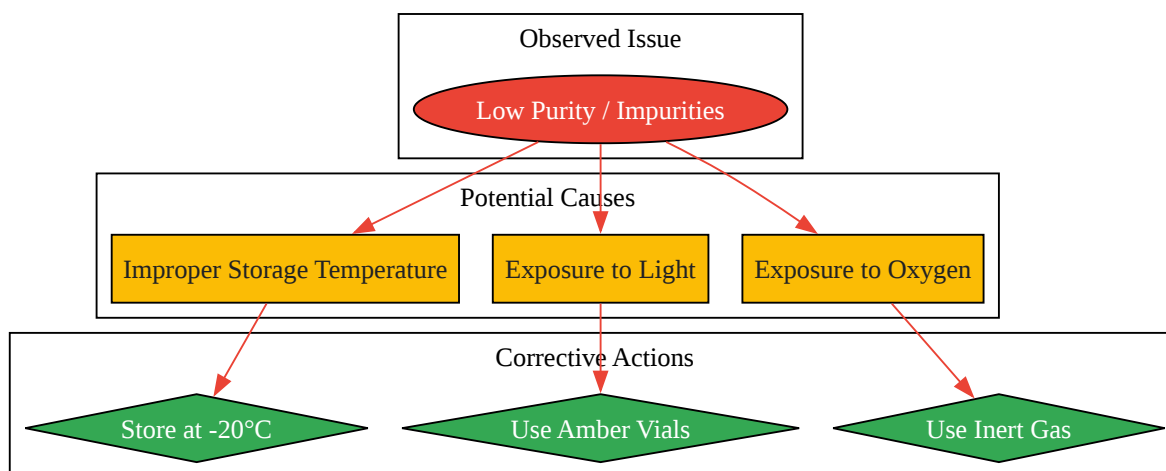 Observed Issue
Low Purity / Impurities
Potential Causes
Improper Storage Temperature
Exposure to Light
Exposure to Oxygen
Corrective Actions
Store at -20°C
Use Amber Vials
Use Inert Gas